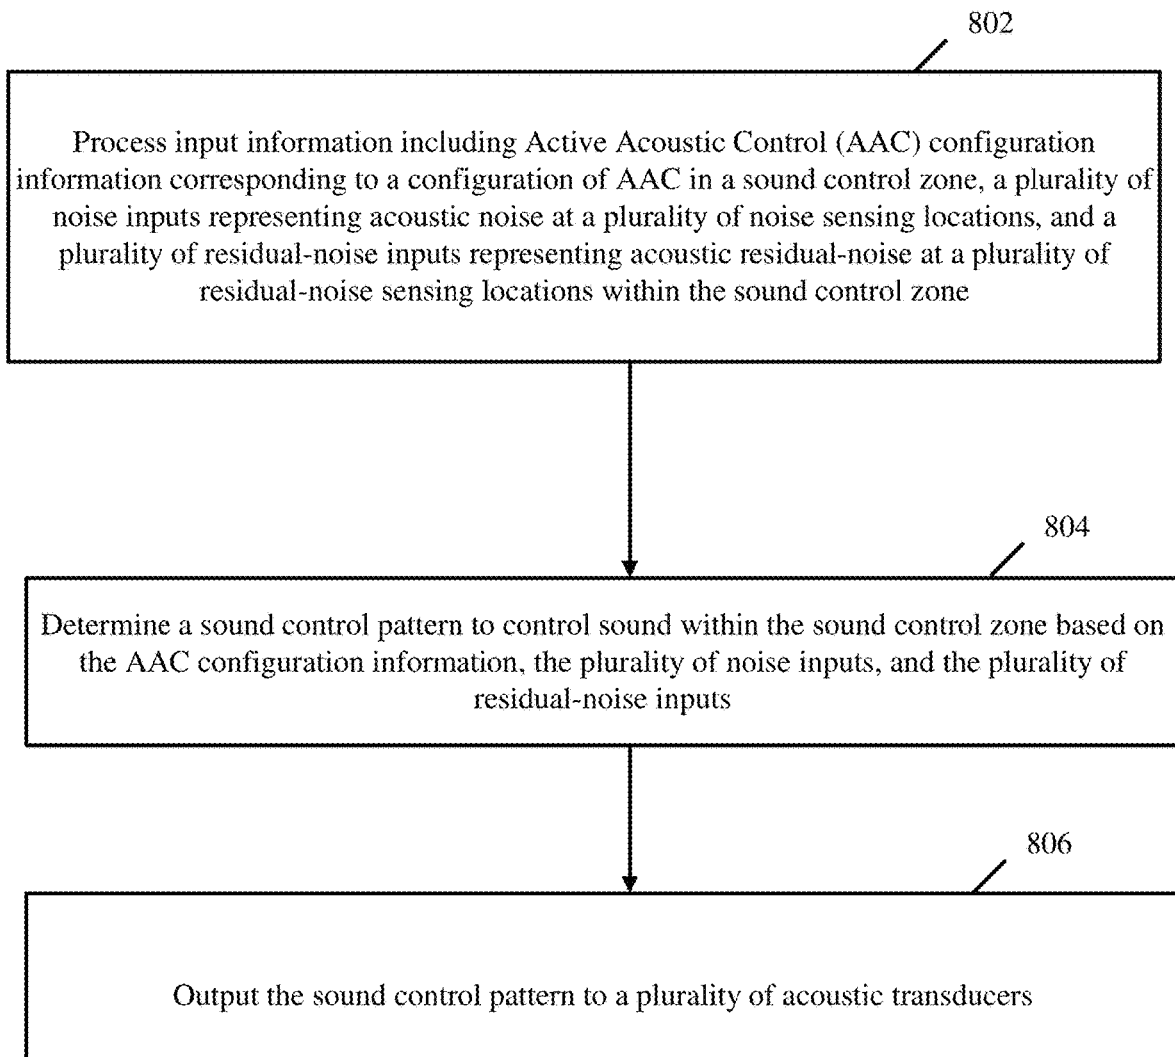 802
Process input information including Active Acoustic Control (AAC) configuration
information corresponding to a configuration of AAC in a sound control zone, a plurality of
noise inputs representing acoustic noise at a plurality of noise sensing locations, and a
plurality of residual-noise inputs representing acoustic residual-noise at a plurality of
residual-noise sensing locations within the sound control zone
804
Determine a sound control pattern to control sound within the sound control zone based on
the AAC configuration information, the plurality of noise inputs, and the plurality of
residual-noise inputs
806
Output the sound control pattern to a plurality of acoustic transducers